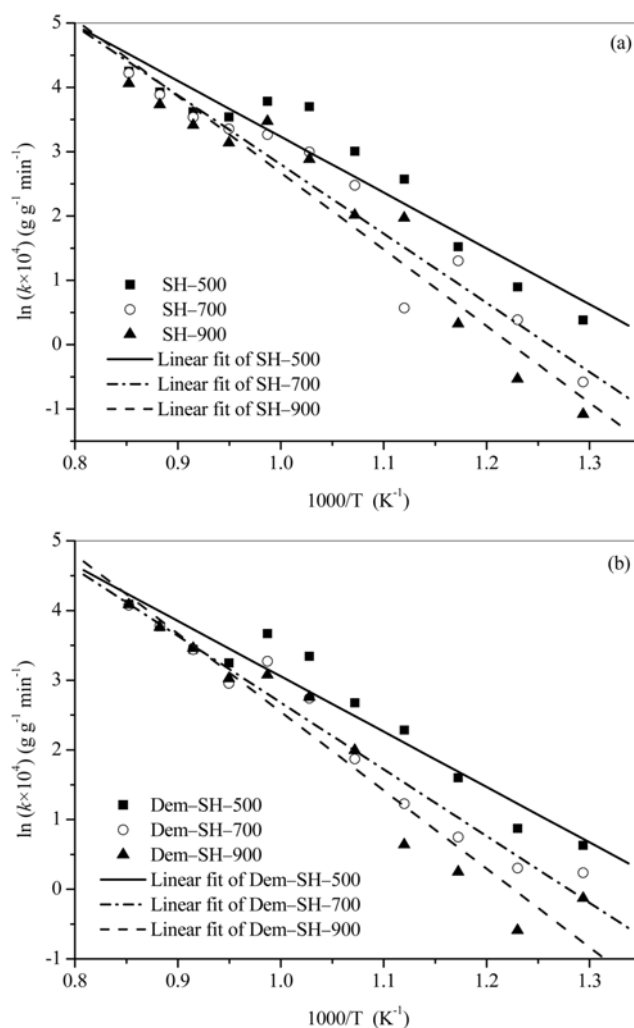 (a)
5
4
3
2
1
0
-1
ln (k×10⁴) (g g⁻¹ min⁻¹)
SH–500
SH–700
SH–900
Linear fit of SH–500
Linear fit of SH–700
Linear fit of SH–900
0.8 0.9 1.0 1.1 1.2 1.3
1000/T (K⁻¹)
(b)
5
4
3
2
1
0
-1
ln (k×10⁴) (g g⁻¹ min⁻¹)
Dem–SH–500
Dem–SH–700
Dem–SH–900
Linear fit of Dem–SH–500
Linear fit of Dem–SH–700
Linear fit of Dem–SH–900
0.8 0.9 1.0 1.1 1.2 1.3
1000/T (K⁻¹)